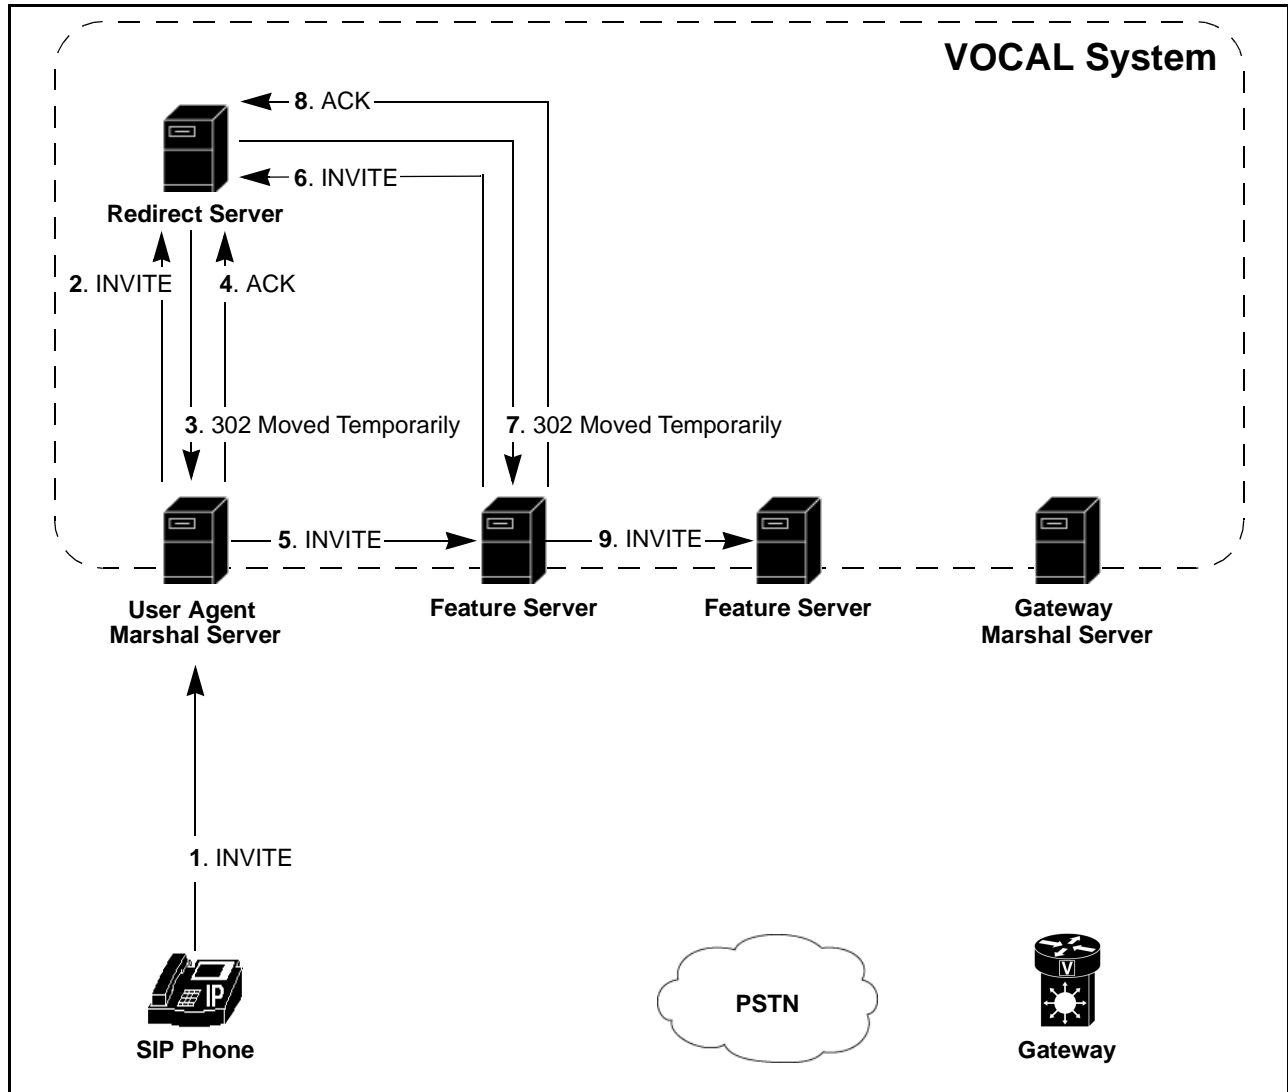 VOCAL System
8. ACK
6. INVITE
Redirect Server
2. INVITE
4. ACK
3. 302 Moved Temporarily
7. 302 Moved Temporarily
5. INVITE
9. INVITE
User Agent
Marshal Server
Feature Server
Feature Server
Gateway
Marshal Server
1. INVITE
IP
SIP Phone
PSTN
V
Gateway